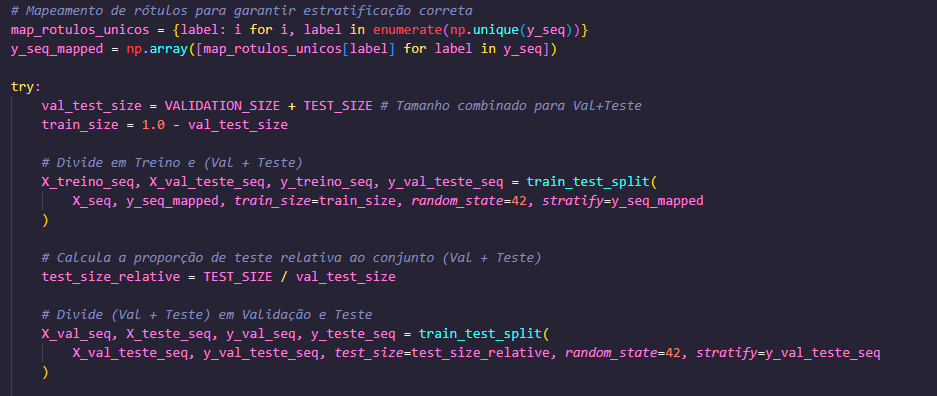 # Mapeamento de rótulos para garantir estratificação correta
map_rotulos_unicos = {label: i for i, label in enumerate(np.unique(y_seq))}
y_seq_mapped = np.array([map_rotulos_unicos[label] for label in y_seq])
try:
val_test_size = VALIDATION_SIZE + TEST_SIZE # Tamanho combinado para Val+Teste
train_size = 1.0 - val_test_size
# Divide em Treino e (Val + Teste)
X_treino_seq, X_val_teste_seq, y_treino_seq, y_val_teste_seq = train_test_split(
X_seq, y_seq_mapped, train_size=train_size, random_state=42, stratify=y_seq_mapped
)
# Calcula a proporção de teste relativa ao conjunto (Val + Teste)
test_size_relative = TEST_SIZE / val_test_size
# Divide (Val + Teste) em Validação e Teste
X_val_seq, X_teste_seq, y_val_seq, y_teste_seq = train_test_split(
X_val_teste_seq, y_val_teste_seq, test_size=test_size_relative, random_state=42, stratify=y_val_teste_seq
)